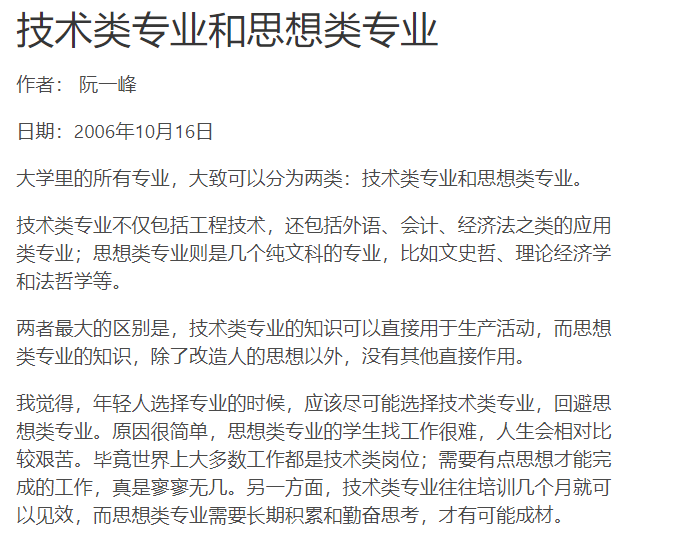 技术类专业和思想类专业
作者： 阮一峰
日期：2006年10月16日
大学里的所有专业，大致可以分为两类：技术类专业和思想类专业。
技术类专业不仅包括工程技术，还包括外语、会计、经济法之类的应用
类专业；思想类专业则是几个纯文科的专业，比如文史哲、理论经济学
和法哲学等。
两者最大的区别是，技术类专业的知识可以直接用于生产活动，而思想
类专业的知识，除了改造人的思想以外，没有其他直接作用。
我觉得，年轻人选择专业的时候，应该尽可能选择技术类专业，回避思
想类专业。原因很简单，思想类专业的学生找工作很难，人生会相对比
较艰苦。毕竟世界上大多数工作都是技术类岗位；需要有点思想才能完
成的工作，真是寥寥无几。另一方面，技术类专业往往培训几个月就可
以见效，而思想类专业需要长期积累和勤奋思考，才有可能成材。